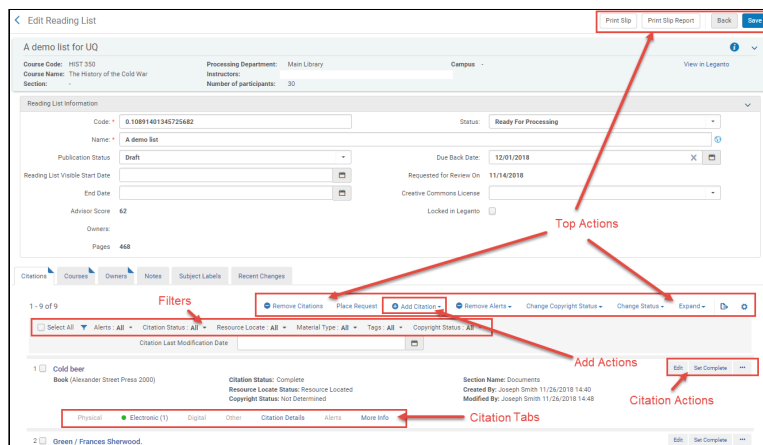 Edit Reading List Print Slip Print Slip Report Back Save
A demo list for UQ
Course Code: HIST 350 Processing Department: Main Library Campus - View in Leganto
Course Name: The History of the Cold War Instructors:
Section: - Number of participants: 30
Reading List Information
Code: * 0.10891401345725682 Status: Ready For Processing
Name: * A demo list
Publication Status Draft Due Back Date: 12/01/2018
Reading List Visible Start Date Requested for Review On 11/14/2018
End Date Creative Commons License
Advisor Score 62 Locked in Leganto
Top Actions
Owners:
Pages 468
Citations Courses Owners Notes Subject Labels Recent Changes
Filters
1 - 9 of 9 Remove Citations Place Request Add Citation Remove Alerts Change Copyright Status Change Status Expand
Select All Alerts : All Citation Status : All Resource Locate : All Material Type : All Tags : All Copyright Status : All
Citation Last Modification Date
Add Actions
1 Cold beer Edit Set Complete
Book (Alexander Street Press 2000) Citation Status: Complete Section Name: Documents
Resource Locate Status: Resource Located Created By: Joseph Smith 11/26/2018 14:40
Copyright Status: Not Determined Modified By: Joseph Smith 11/26/2018 14:48
Citation Actions
Physical Electronic (1) Digital Other Citation Details Alerts More Info
Citation Tabs
2 Green / Frances Sherwood. Edit Set Complete